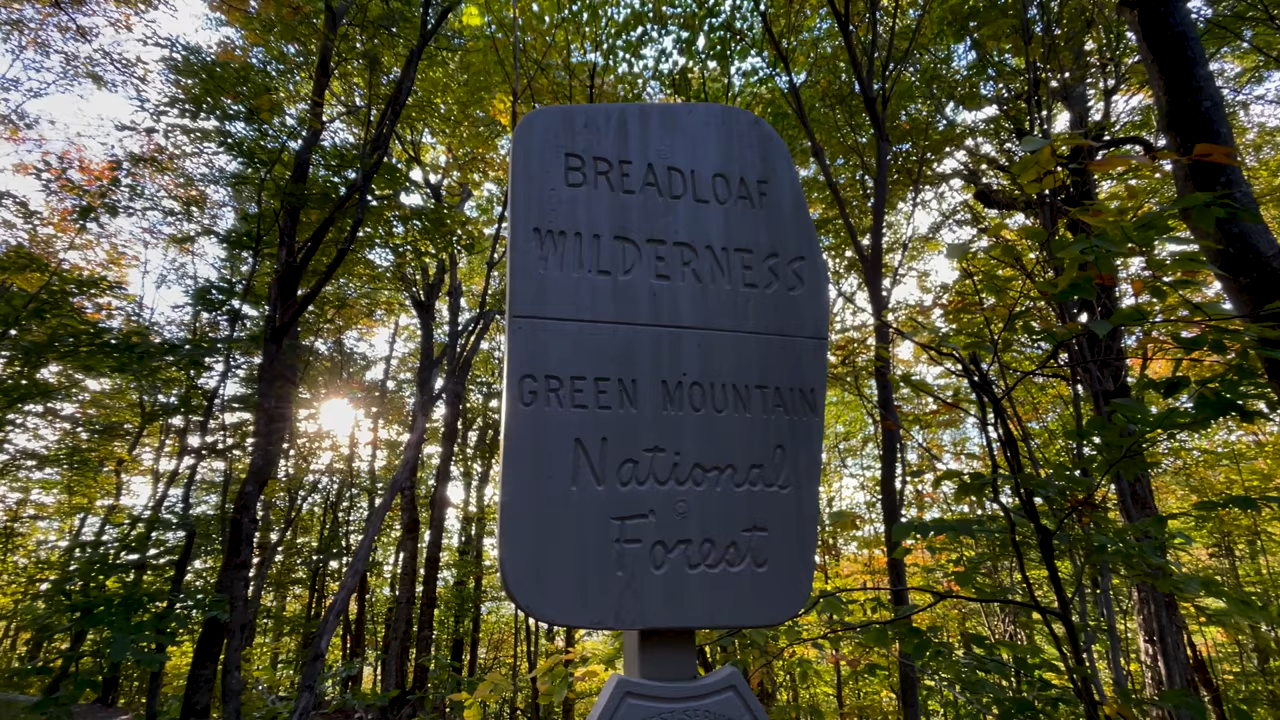 BREADLOAF
WILDERNESS
GREEN MOUNTAIN
National
Forest